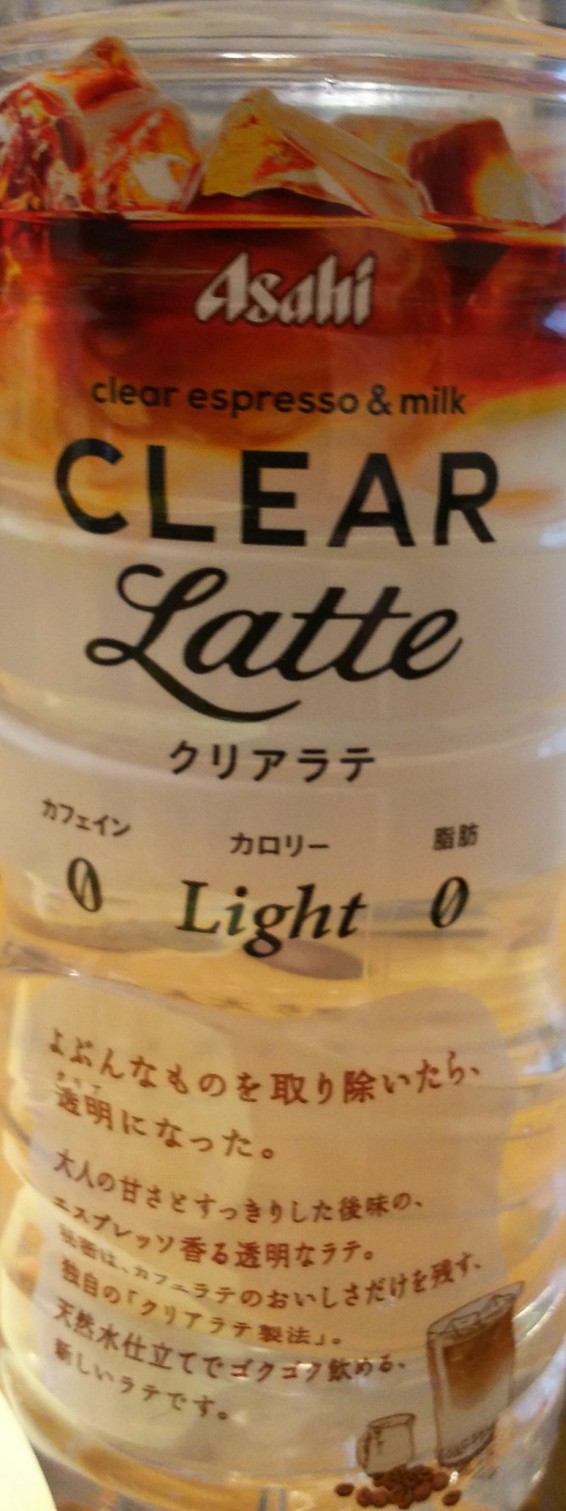 Asahi
clear espresso & milk
CLEAR
Latte
クリアラテ
カフェイン
0
カロリー
Light
脂肪
0
よぶんなものを取り除いたら、
クリア
透明になった。
大人の甘さとすっきりした後味の、
エスプレッソ香る透明なラテ。
秘密は、カフェラテのおいしさだけを残す、
独自の「クリアラテ製法」。
天然水仕立てでゴクゴク飲める、
新しいラテです。